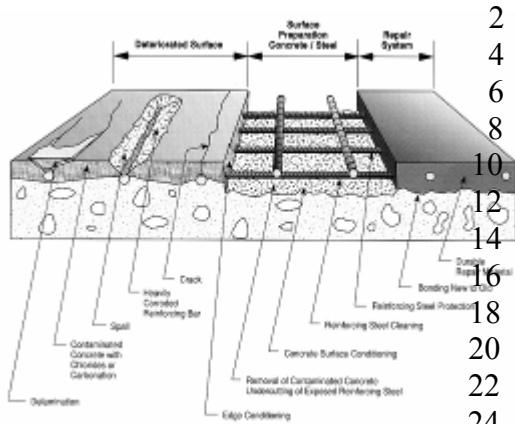 Deteriorated Surface
Surface
Preparation
Concrete / Steel
Repair
System
2
4
6
8
10
12
14
16
18
20
22
24
Durable
Repair Material
Bonding New to Old
Reinforcing Steel Protection
Reinforcing Steel Cleaning
Concrete Surface Conditioning
Removal of Contaminated Concrete
Undercutting of Exposed Reinforcing Steel
Edge Conditioning
Crack
Heavily
Corroded
Reinforcing Bar
Spall
Contaminated
Concrete with
Chlorides or
Carbonation
Delamination